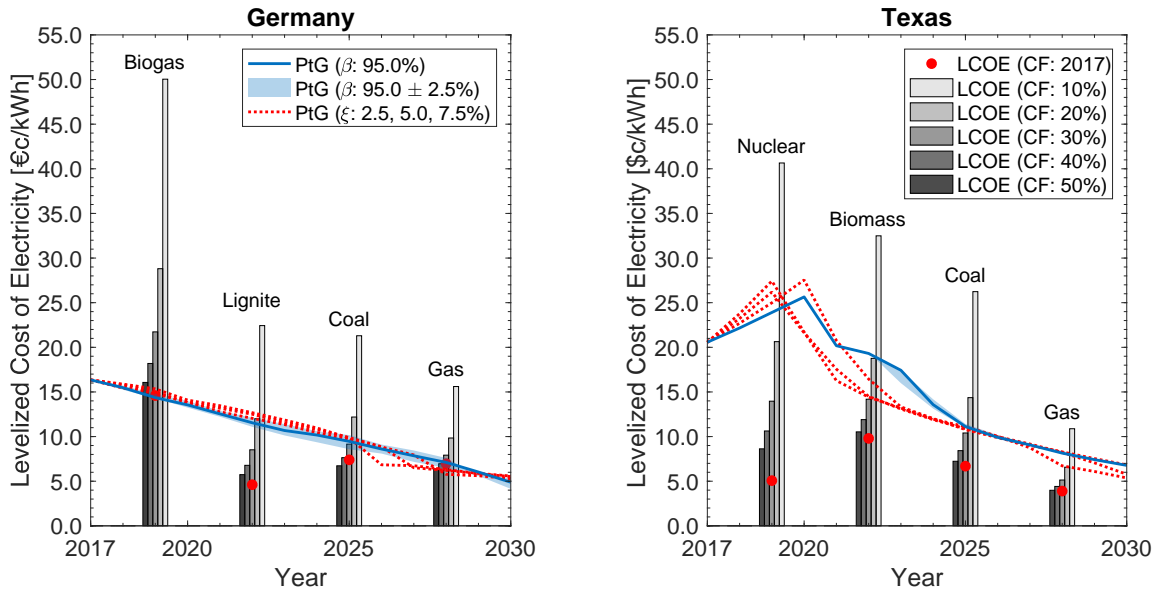 Germany
Levelized Cost of Electricity [€c/kWh]
55.0
50.0
45.0
40.0
35.0
30.0
25.0
20.0
15.0
10.0
5.0
0.0
Biogas
Lignite
Coal
Gas
PtG (β: 95.0%)
PtG (β: 95.0 ± 2.5%)
PtG (ξ: 2.5, 5.0, 7.5%)
2017
2020
2025
2030
Year
Texas
Levelized Cost of Electricity [$c/kWh]
55.0
50.0
45.0
40.0
35.0
30.0
25.0
20.0
15.0
10.0
5.0
0.0
Nuclear
Biomass
Coal
Gas
LCOE (CF: 2017)
LCOE (CF: 10%)
LCOE (CF: 20%)
LCOE (CF: 30%)
LCOE (CF: 40%)
LCOE (CF: 50%)
2017
2020
2025
2030
Year